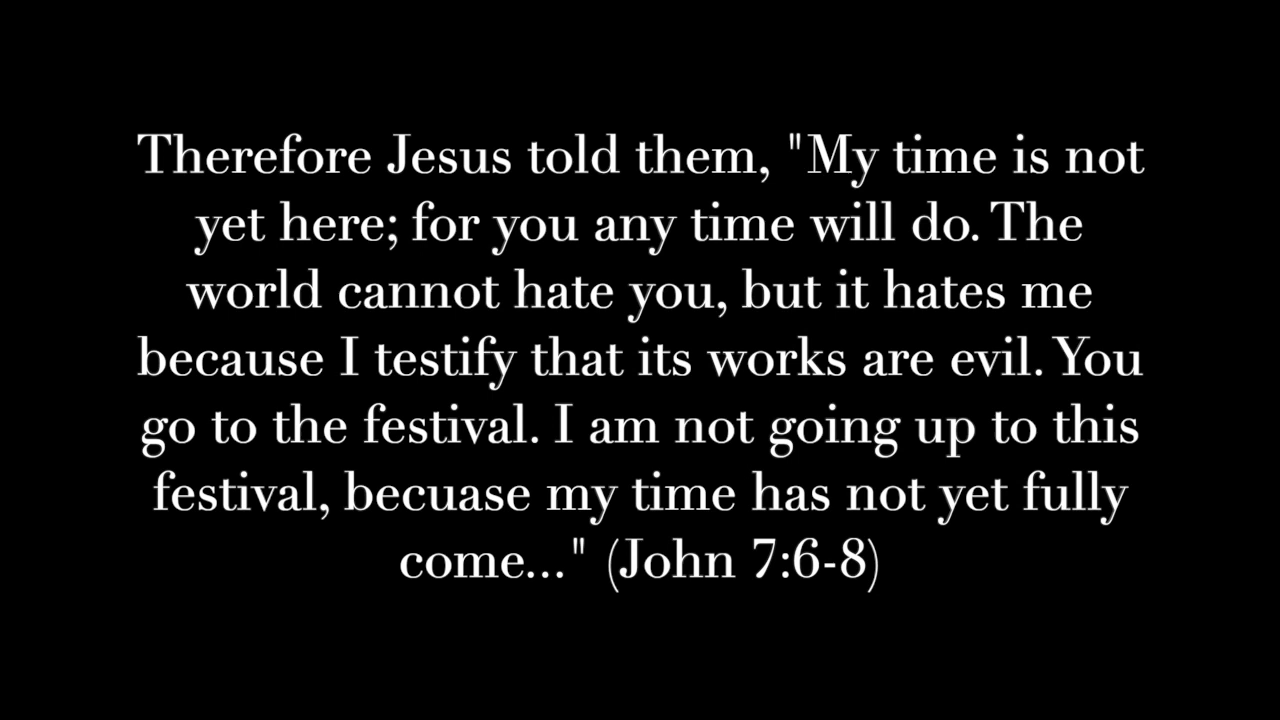 Therefore Jesus told them, "My time is not
yet here; for you any time will do. The
world cannot hate you, but it hates me
because I testify that its works are evil. You
go to the festival. I am not going up to this
festival, becuase my time has not yet fully
come..." (John 7:6-8)